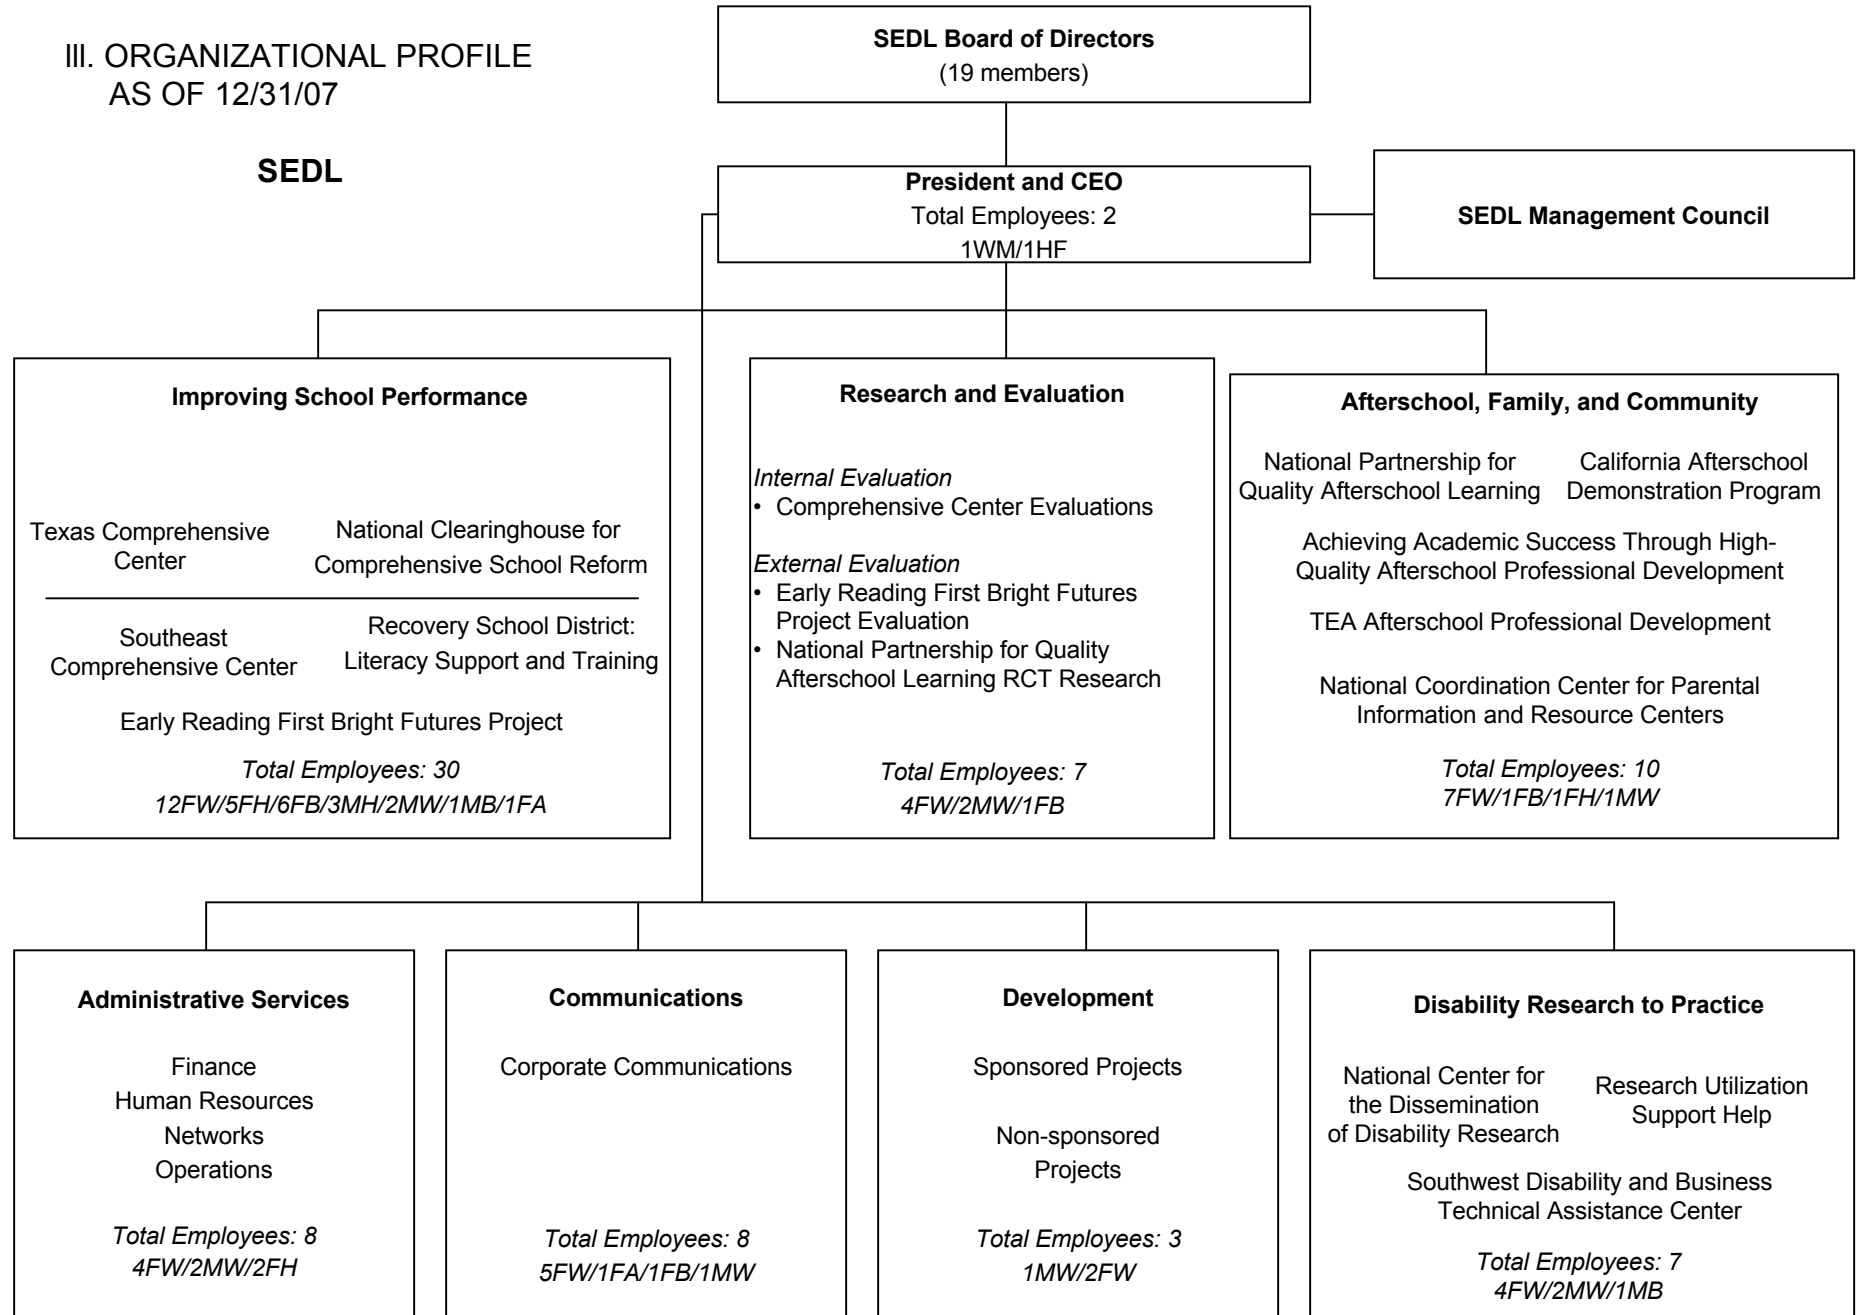 III. ORGANIZATIONAL PROFILE
AS OF 12/31/07
SEDL
SEDL Board of Directors
(19 members)
President and CEO
Total Employees: 2
1WM/1HF
SEDL Management Council
Improving School Performance
Texas Comprehensive
Center
National Clearinghouse for
Comprehensive School Reform
Southeast
Comprehensive Center
Recovery School District:
Literacy Support and Training
Early Reading First Bright Futures Project
Total Employees: 30
12FW/5FH/6FB/3MH/2MW/1MB/1FA
Research and Evaluation
Internal Evaluation
• Comprehensive Center Evaluations
External Evaluation
• Early Reading First Bright Futures
Project Evaluation
• National Partnership for Quality
Afterschool Learning RCT Research
Total Employees: 7
4FW/2MW/1FB
Afterschool, Family, and Community
National Partnership for
Quality Afterschool Learning
California Afterschool
Demonstration Program
Achieving Academic Success Through High-
Quality Afterschool Professional Development
TEA Afterschool Professional Development
National Coordination Center for Parental
Information and Resource Centers
Total Employees: 10
7FW/1FB/1FH/1MW
Administrative Services
Finance
Human Resources
Networks
Operations
Total Employees: 8
4FW/2MW/2FH
Communications
Corporate Communications
Total Employees: 8
5FW/1FA/1FB/1MW
Development
Sponsored Projects
Non-sponsored
Projects
Total Employees: 3
1MW/2FW
Disability Research to Practice
National Center for
the Dissemination
of Disability Research
Research Utilization
Support Help
Southwest Disability and Business
Technical Assistance Center
Total Employees: 7
4FW/2MW/1MB